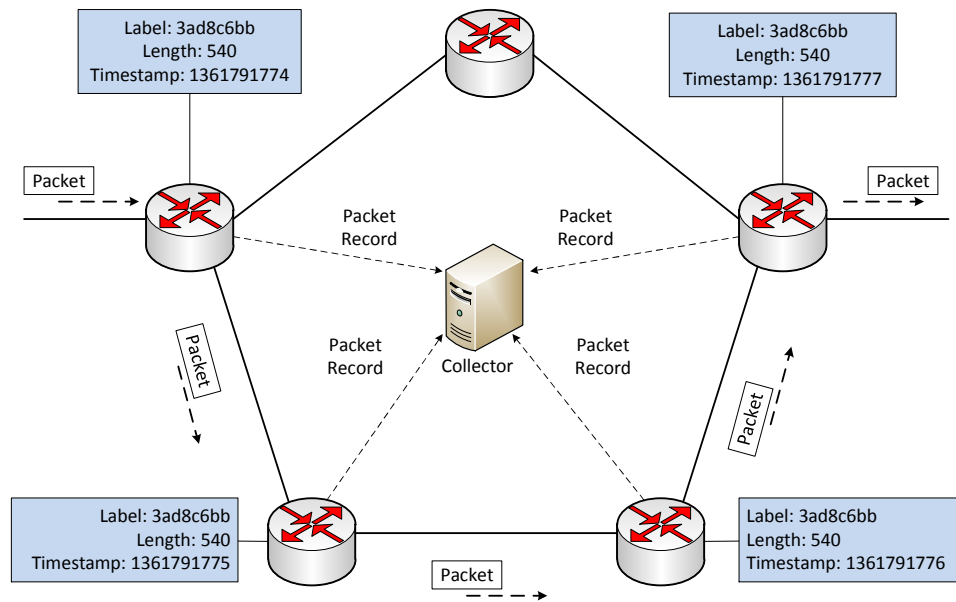 Label: 3ad8c6bb
Length: 540
Timestamp: 1361791774
Label: 3ad8c6bb
Length: 540
Timestamp: 1361791777
Packet
Packet
Packet
Record
Packet
Record
Packet
Packet
Record
Collector
Packet
Record
Packet
Label: 3ad8c6bb
Length: 540
Timestamp: 1361791775
Label: 3ad8c6bb
Length: 540
Timestamp: 1361791776
Packet